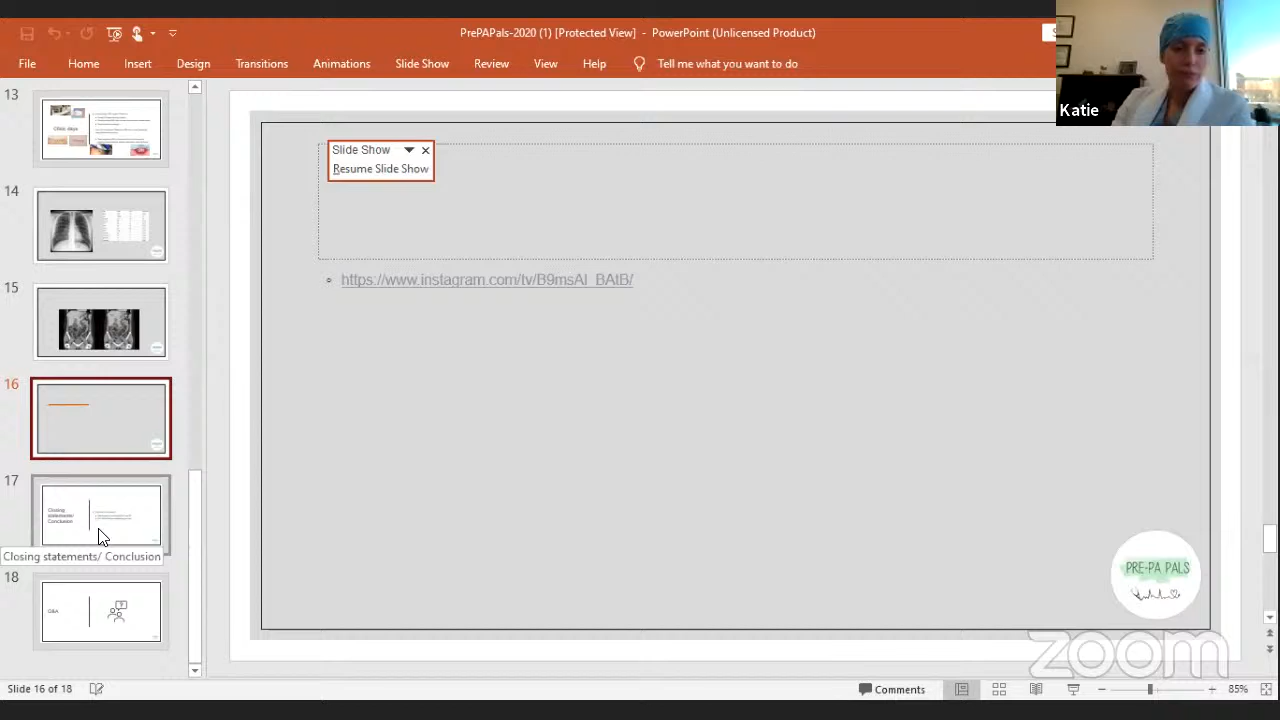 PrePAPals-2020 (1) [Protected View] - PowerPoint (Unlicensed Product)
File Home Insert Design Transitions Animations Slide Show Review View Help Tell me what you want to do
Katie
13
14
15
16
17
Closing statements/ Conclusion
Closing statements/ Conclusion
18
Q&A
Slide Show
Resume Slide Show
https://www.instagram.com/tv/B9msAl_BAtB/
PRE-PA PALS
zoom
Slide 16 of 18
Comments
85%